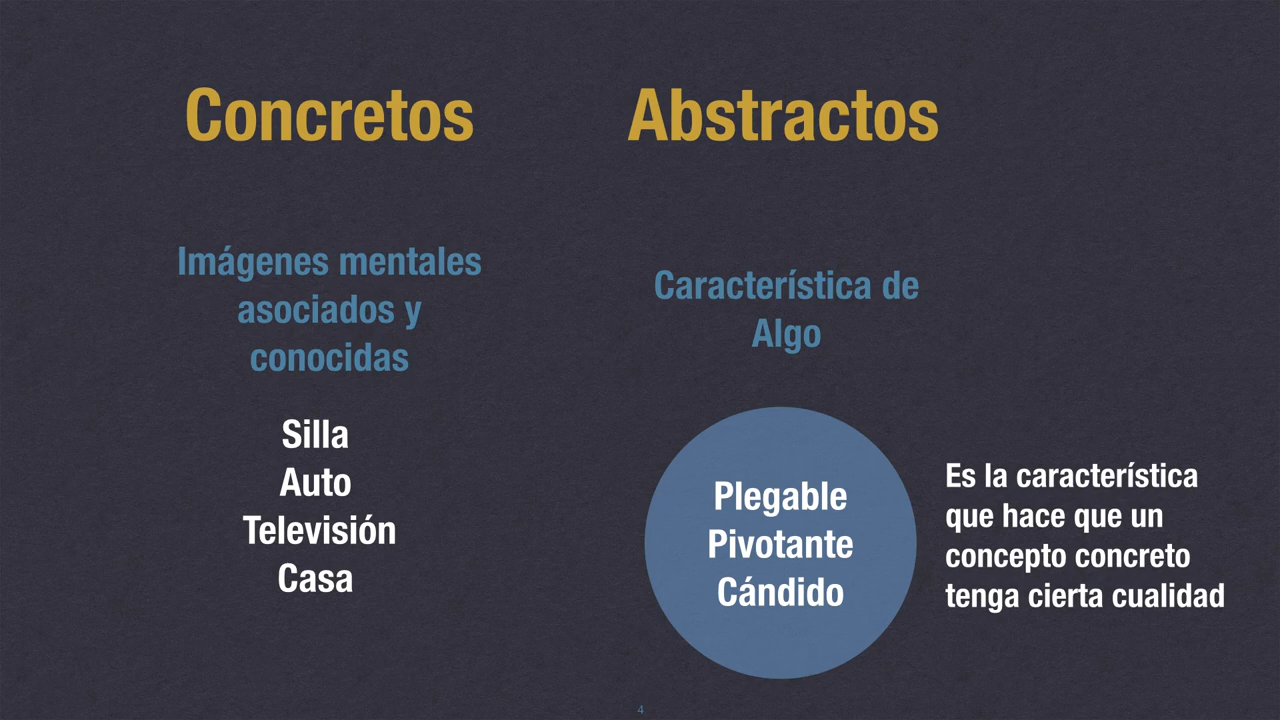 Concretos
Abstractos
Imágenes mentales
asociados y
conocidas
Característica de
Algo
Silla
Auto
Televisión
Casa
Plegable
Pivotante
Cándido
Es la característica
que hace que un
concepto concreto
tenga cierta cualidad
4